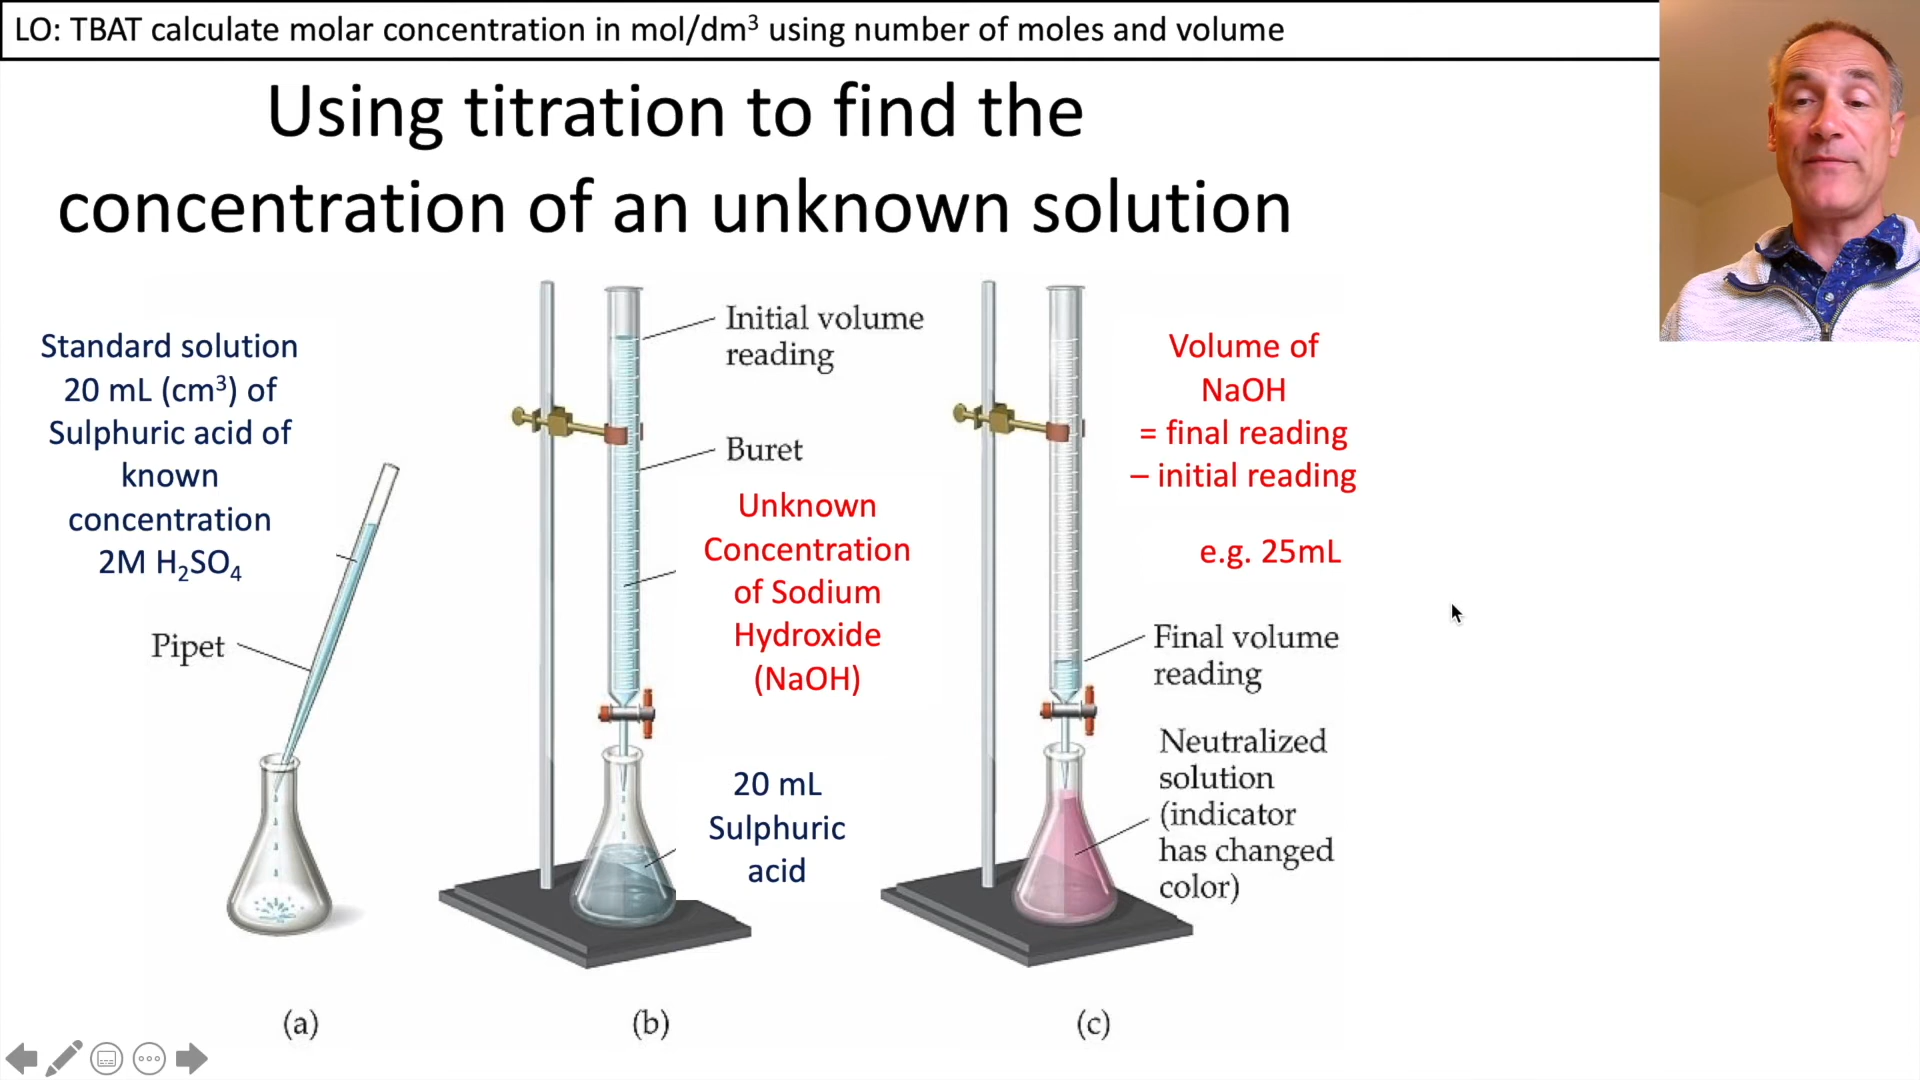 LO: TBAT calculate molar concentration in mol/dm³ using number of moles and volume
Using titration to find the
concentration of an unknown solution
Standard solution
20 mL (cm³) of
Sulphuric acid of
known
concentration
2M H₂SO₄
Pipet
(a)
Initial volume
reading
Buret
Unknown
Concentration
of Sodium
Hydroxide
(NaOH)
20 mL
Sulphuric
acid
(b)
Volume of
NaOH
= final reading
– initial reading
e.g. 25mL
Final volume
reading
Neutralized
solution
(indicator
has changed
color)
(c)